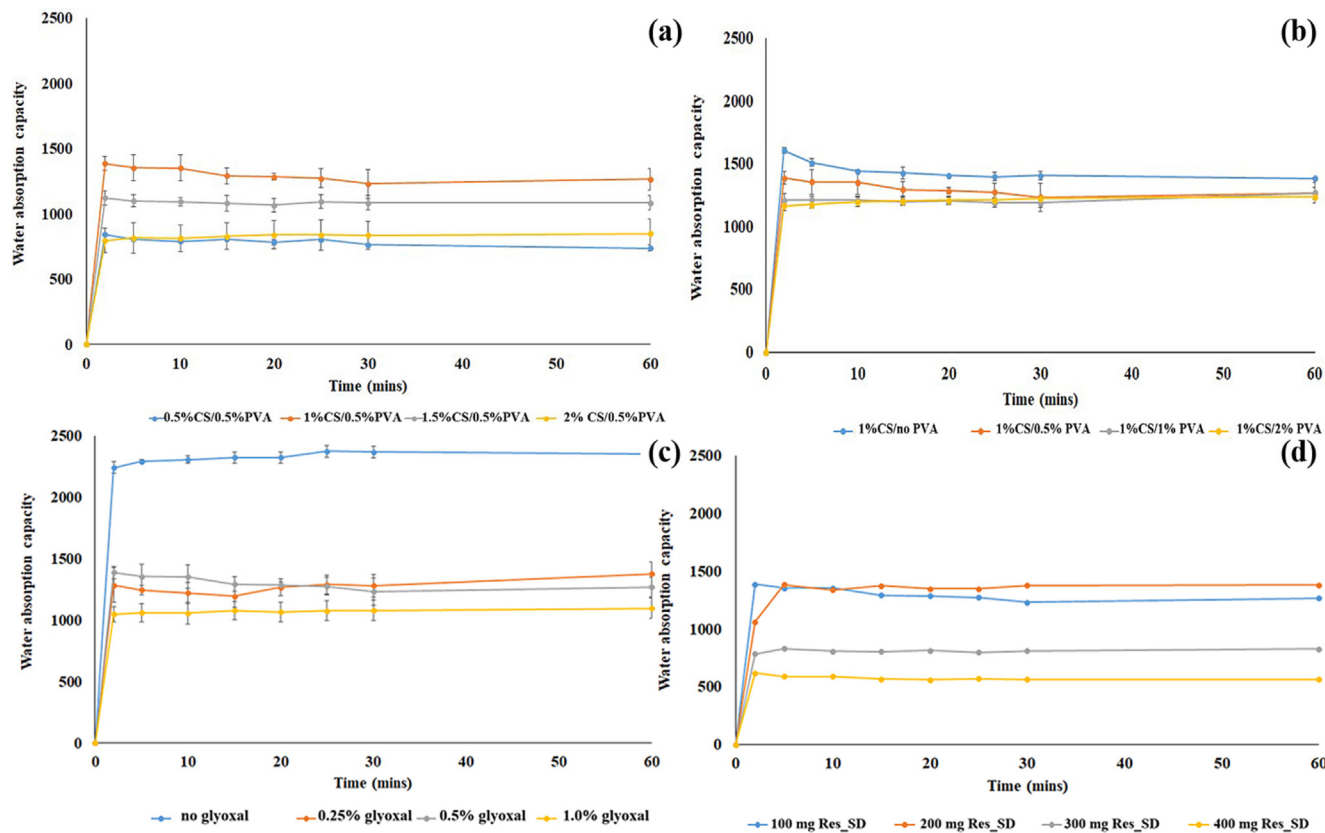 (a)
Water absorption capacity
2500
2000
1500
1000
500
0
0 10 20 30 40 50 60
Time (mins)
0.5%CS/0.5%PVA 1%CS/0.5%PVA 1.5%CS/0.5%PVA 2% CS/0.5%PVA
(b)
Water absorption capacity
2500
2000
1500
1000
500
0
0 10 20 30 40 50 60
Time (mins)
1%CS/no PVA 1%CS/0.5% PVA 1%CS/1% PVA 1%CS/2% PVA
(c)
Water absorption capacity
2500
2000
1500
1000
500
0
0 10 20 30 40 50 60
Time (mins)
no glyoxal 0.25% glyoxal 0.5% glyoxal 1.0% glyoxal
(d)
Water absorption capacity
2500
2000
1500
1000
500
0
0 10 20 30 40 50 60
Time (mins)
100 mg Res_SD 200 mg Res_SD 300 mg Res_SD 400 mg Res_SD